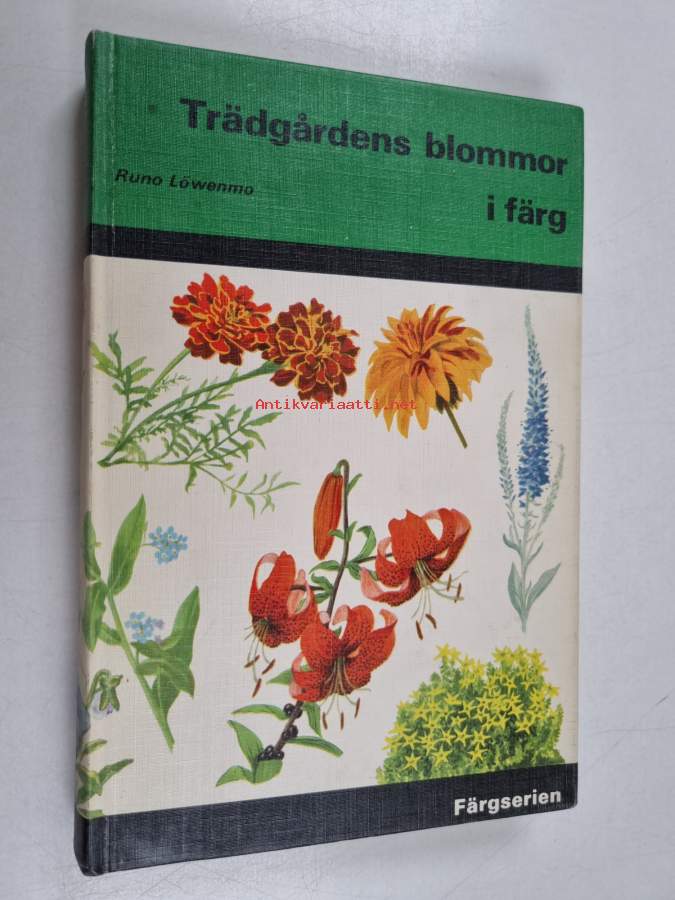 Trädgårdens blommor
i färg
Runo Löwenmo
Antikvariaatti.net
Färgserien